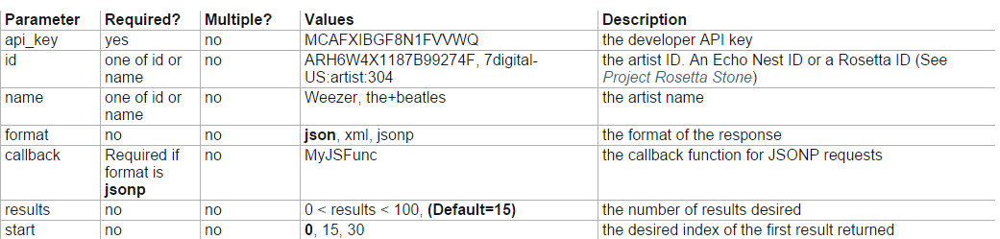 Parameter Required? Multiple? Values Description
api_key yes no MCAFXIBGF8N1FVVWQ the developer API key
id one of id or no ARH6W4X1187B99274F, 7digital- the artist ID. An Echo Nest ID or a Rosetta ID (See
name US:artist:304 Project Rosetta Stone)
name one of id or no Weezer, the+beatles the artist name
name
format no no json, xml, jsonp the format of the response
callback Required if no MyJSFunc the callback function for JSONP requests
format is
jsonp
results no no 0 < results < 100, (Default=15) the number of results desired
start no no 0, 15, 30 the desired index of the first result returned